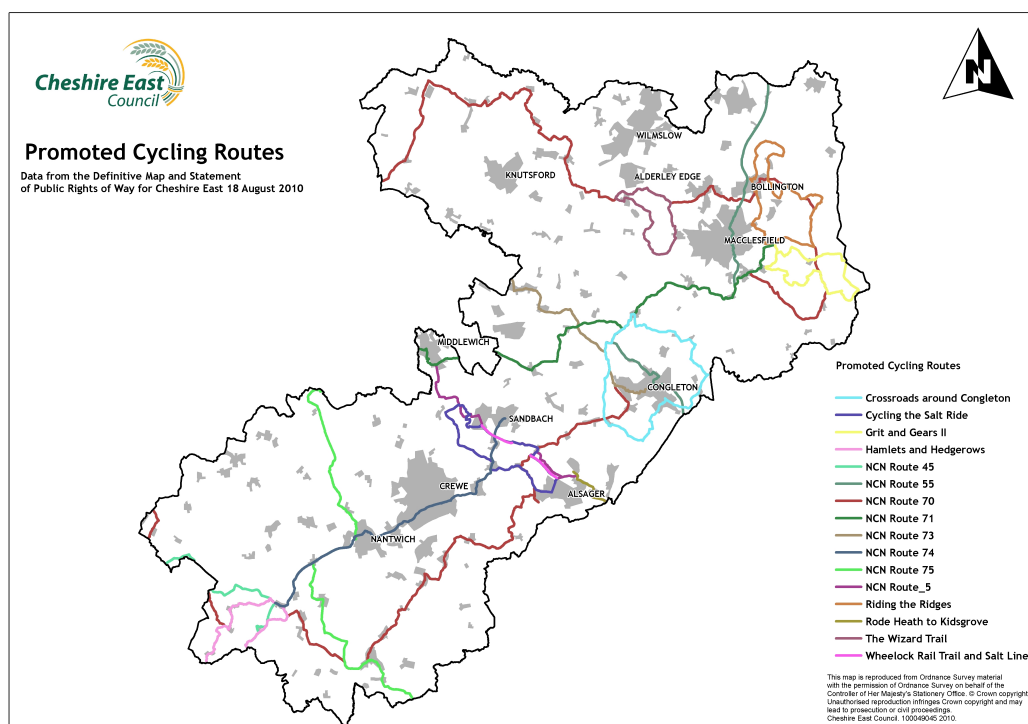 Cheshire East
Council
Promoted Cycling Routes
Data from the Definitive Map and Statement
of Public Rights of Way for Cheshire East 18 August 2010
N
WILMSLOW
KNUTSFORD
ALDERLEY EDGE
BOLLINGTON
MACCLESFIELD
MIDDLEWICH
CONGLETON
SANDBACH
CREWE
ALSAGER
NANTWICH
Promoted Cycling Routes
Crossroads around Congleton
Cycling the Salt Ride
Grit and Gears II
Hamlets and Hedgerows
NCN Route 45
NCN Route 55
NCN Route 70
NCN Route 71
NCN Route 73
NCN Route 74
NCN Route 75
NCN Route_5
Riding the Ridges
Rode Heath to Kidsgrove
The Wizard Trail
Wheelock Rail Trail and Salt Line
This map is reproduced from Ordnance Survey material
with the permission of Ordnance Survey on behalf of the
Controller of Her Majesty's Stationery Office. © Crown copyright
Unauthorised reproduction infringes Crown copyright and may
lead to prosecution or civil proceedings.
Cheshire East Council. 100049045 2010.